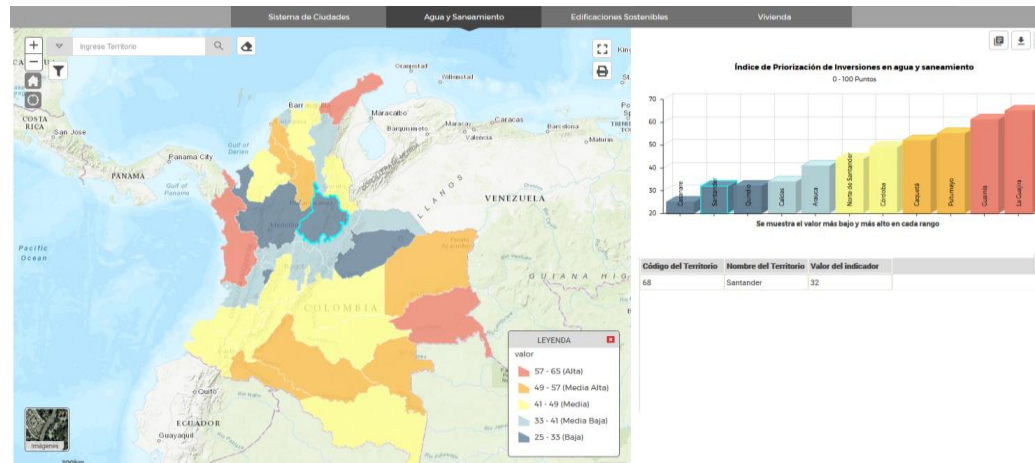 Sistema de Ciudades
Agua y Saneamiento
Edificaciones Sostenibles
Vivienda
Ingrese Territorio
COSTA
RICA
San Jose
PANAMA
Panama City
Gulf of
Panama
Gulf of
Darien
Oranjestad
Willemstad
Maracaibo
Barquisimeto
Maracay
Caracas
Valencia
Barcelona
Maturin
LLANOS
VENEZUELA
Pacific
Ocean
COLOMBIA
GUIANA HIG
Quito
ECUADOR
Guayaquil
Imágenes
LEYENDA
valor
57 - 65 (Alta)
49 - 57 (Media Alta)
41 - 49 (Media)
33 - 41 (Media Baja)
25 - 33 (Baja)
Índice de Priorización de Inversiones en agua y saneamiento
0 - 100 Puntos
70
60
50
40
30
20
Casanare
Santander
Quindío
Caldas
Arauca
Norte de Santander
Córdoba
Caquetá
Putumayo
Guainía
La Guajira
Se muestra el valor más bajo y más alto en cada rango
Código del Territorio Nombre del Territorio Valor del indicador
68 Santander 32